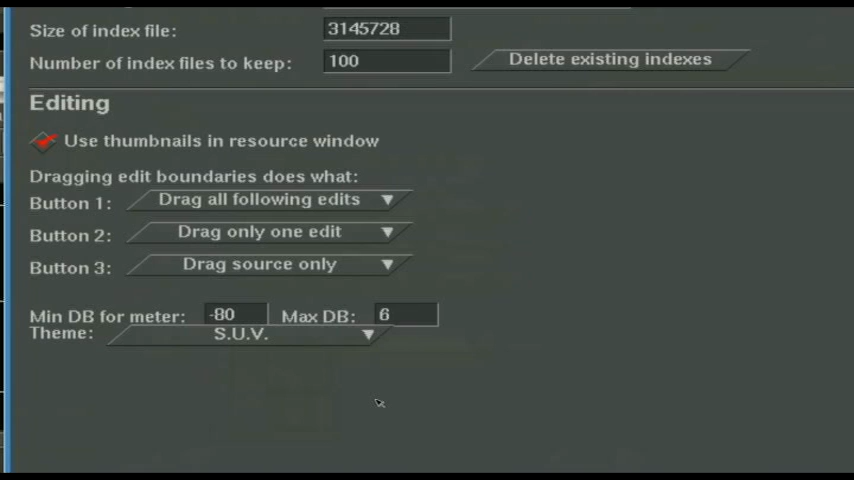 Size of index file: 3145728
Number of index files to keep: 100 Delete existing indexes
Editing
Use thumbnails in resource window
Dragging edit boundaries does what:
Button 1: Drag all following edits
Button 2: Drag only one edit
Button 3: Drag source only
Min DB for meter: -80 Max DB: 6
Theme: S.U.V.